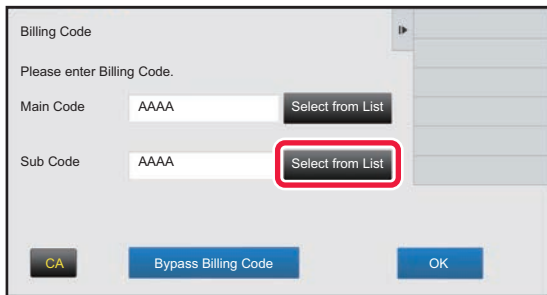 Billing Code
Please enter Billing Code.
Main Code AAAA Select from List
Sub Code AAAA Select from List
CA Bypass Billing Code OK